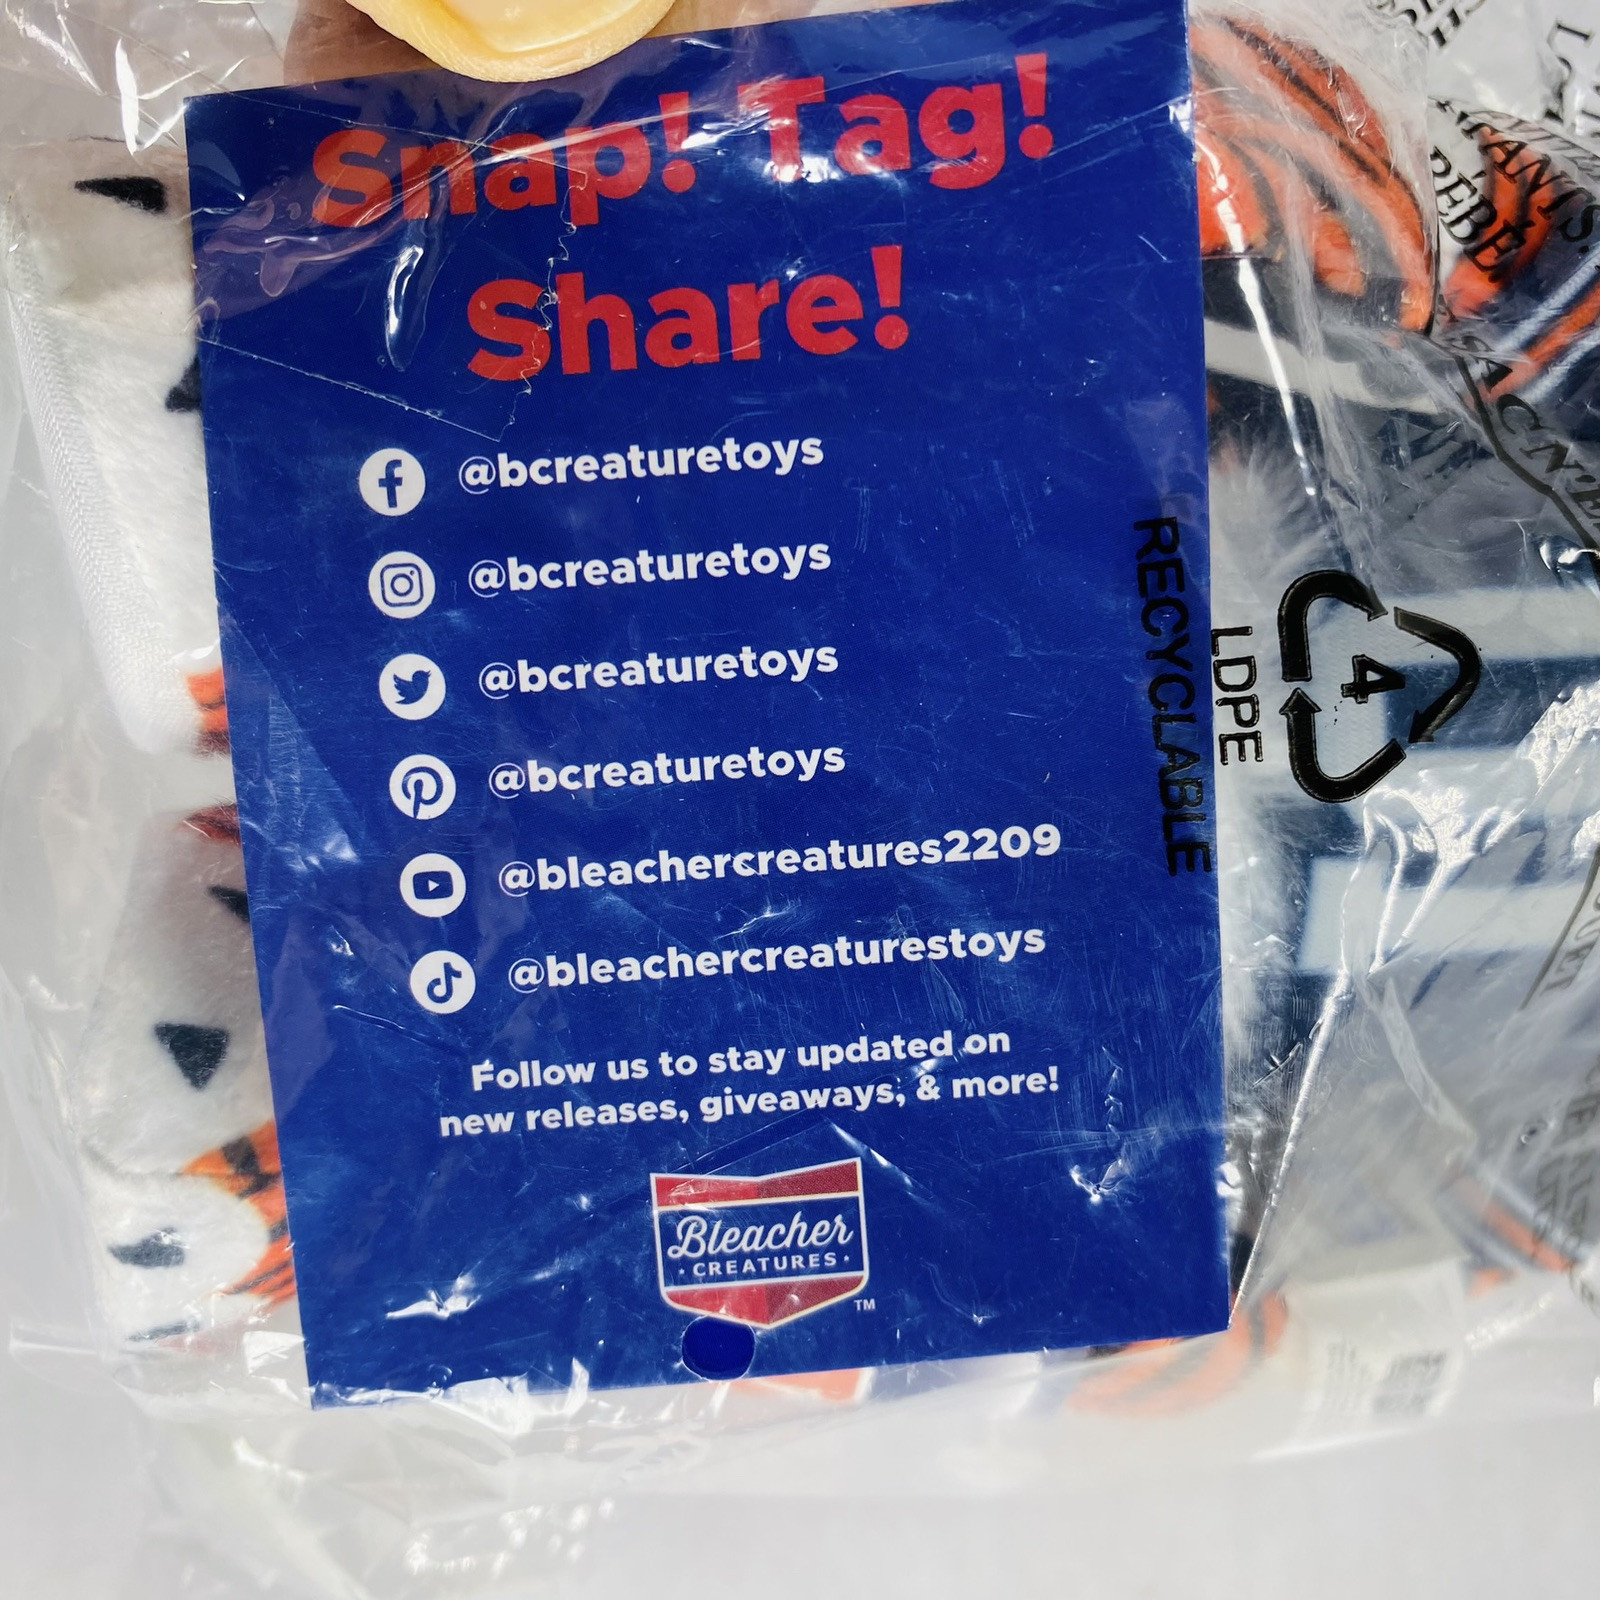 Snap! Tag!
Share!
@bcreaturetoys
@bcreaturetoys
@bcreaturetoys
@bcreaturetoys
@bleachercreatures2209
@bleachercreaturestoys
Follow us to stay updated on
new releases, giveaways, & more!
Bleacher
CREATURES
TM
RECYCLABLE
LDPE
4